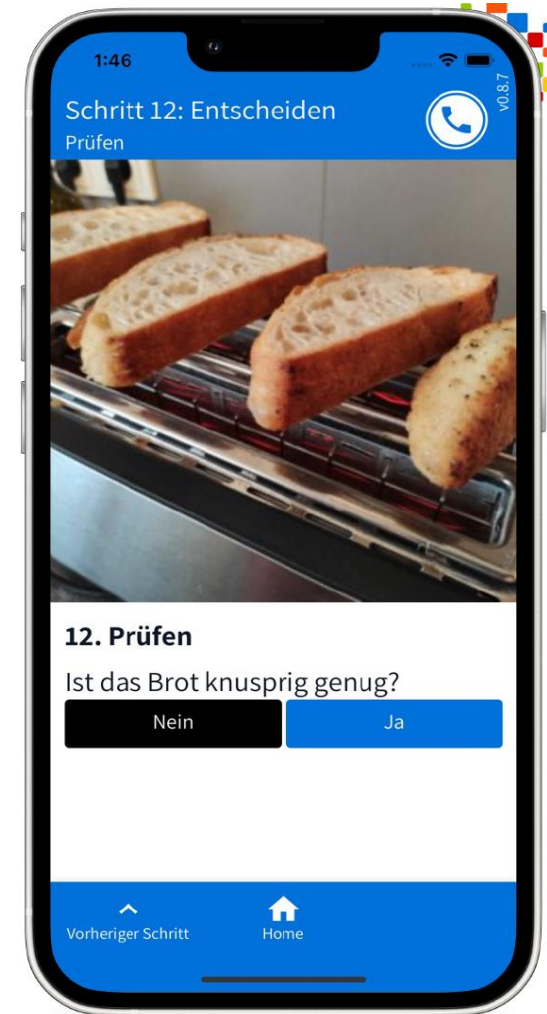 1:46
Schritt 12: Entscheiden
Prüfen
v0.8.7
12. Prüfen
Ist das Brot knusprig genug?
Nein
Ja
Vorheriger Schritt
Home